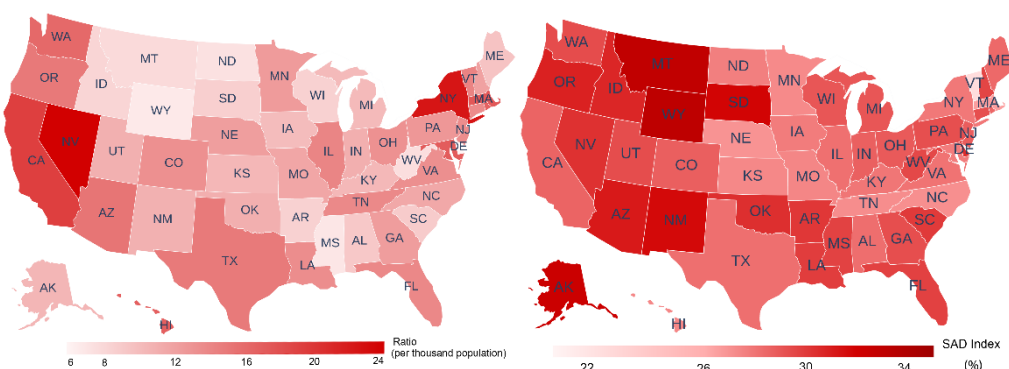 WA
OR
CA
NV
ID
MT
WY
UT
AZ
CO
NM
ND
SD
NE
KS
OK
TX
MN
IA
MO
AR
LA
WI
IL
MI
IN
OH
KY
TN
MS
AL
GA
FL
SC
NC
VA
WV
PA
NY
VT
ME
MA
NJ
DE
AK
HI
6 8 12 16 20 24
Ratio
(per thousand population)
WA
OR
CA
NV
ID
MT
WY
UT
AZ
CO
NM
ND
SD
NE
KS
OK
TX
MN
IA
MO
AR
LA
WI
IL
MI
IN
OH
KY
TN
MS
AL
GA
FL
SC
NC
VA
WV
PA
NY
VT
ME
MA
NJ
DE
AK
HI
22 26 30 34
SAD Index
(%)